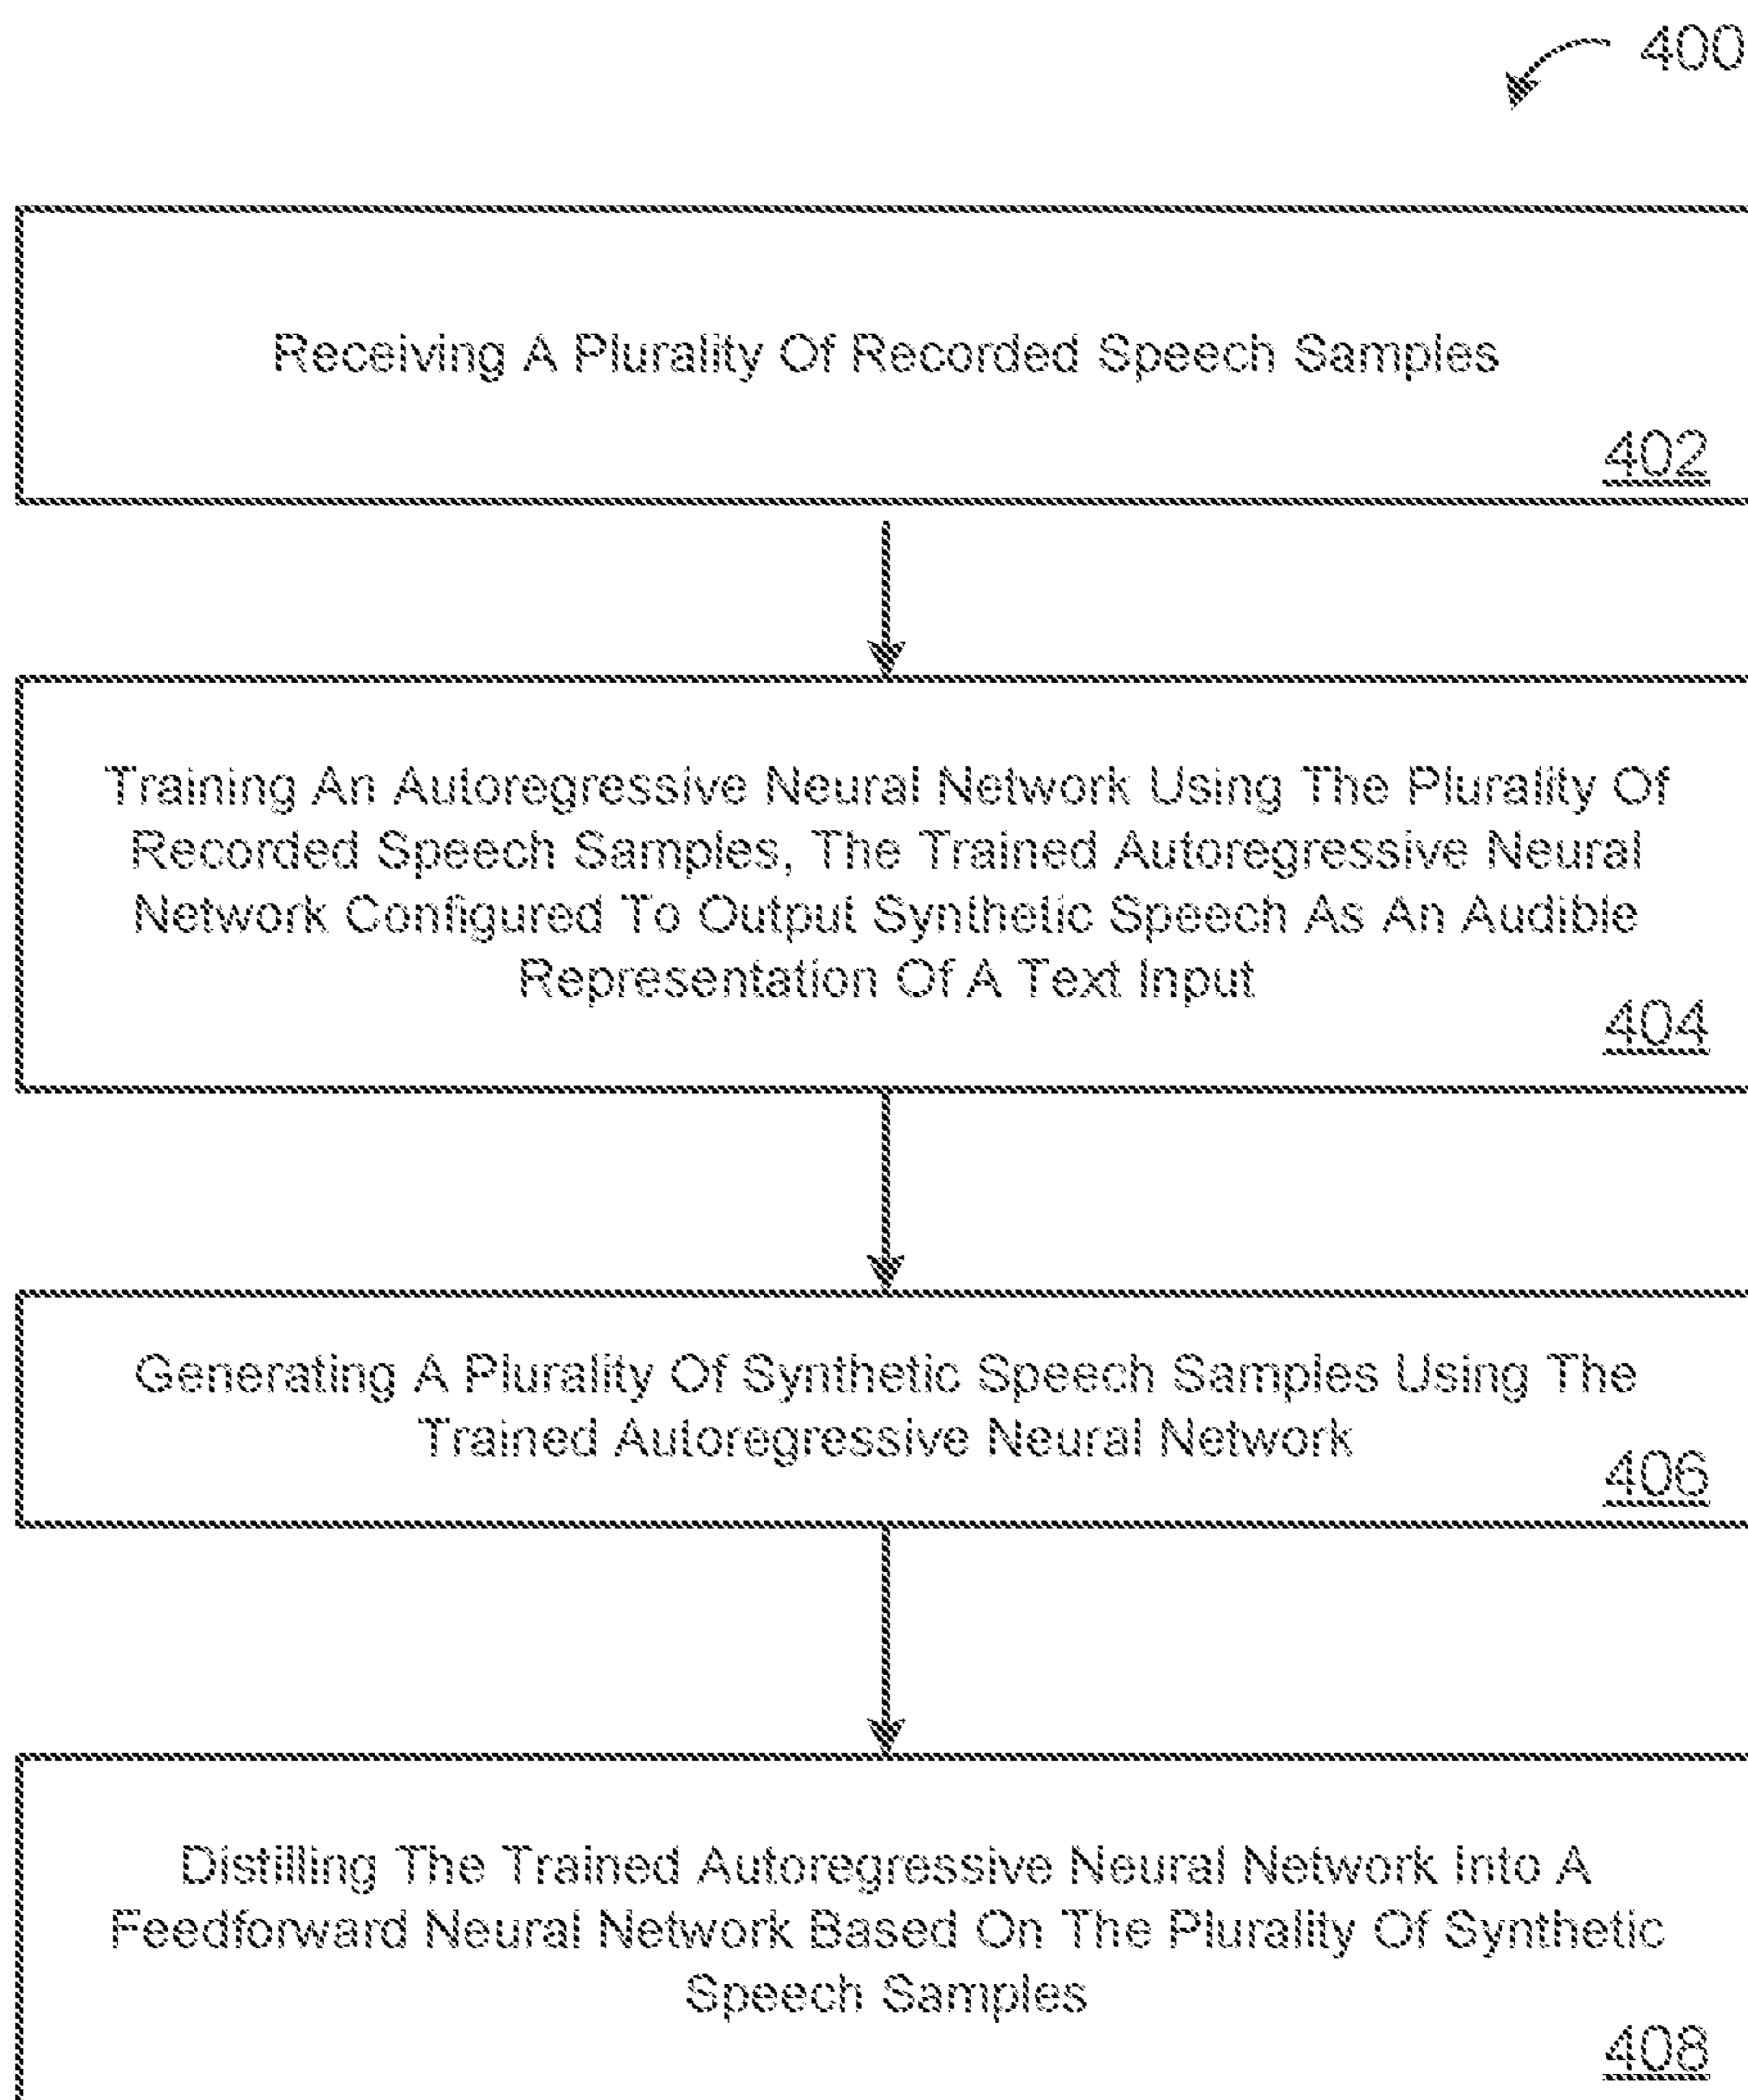 400
Receiving A Plurality Of Recorded Speech Samples
402
Training An Autoregressive Neural Network Using The Plurality Of
Recorded Speech Samples, The Trained Autoregressive Neural
Network Configured To Output Synthetic Speech As An Audible
Representation Of A Text Input
404
Generating A Plurality Of Synthetic Speech Samples Using The
Trained Autoregressive Neural Network
406
Distilling The Trained Autoregressive Neural Network Into A
Feedforward Neural Network Based On The Plurality Of Synthetic
Speech Samples
408